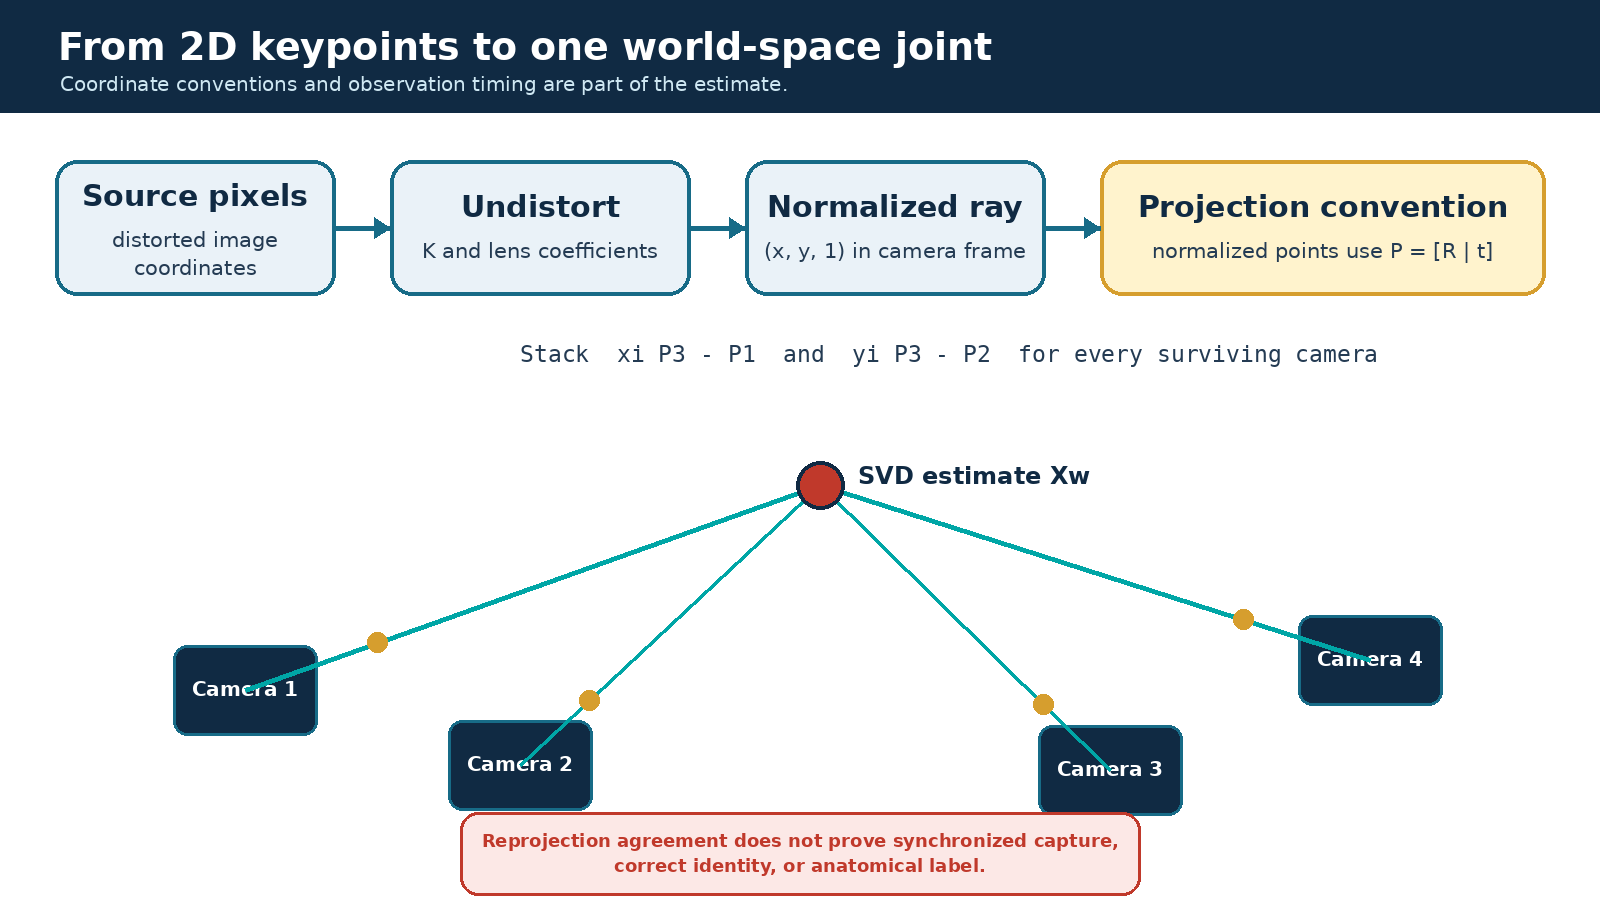 From 2D keypoints to one world-space joint
Coordinate conventions and observation timing are part of the estimate.
Source pixels
distorted image
coordinates
Undistort
K and lens coefficients
Normalized ray
(x, y, 1) in camera frame
Projection convention
normalized points use P = [R | t]
Stack  xi P3 - P1  and  yi P3 - P2  for every surviving camera
SVD estimate Xw
Camera 1
Camera 2
Camera 3
Camera 4
Reprojection agreement does not prove synchronized capture,
correct identity, or anatomical label.